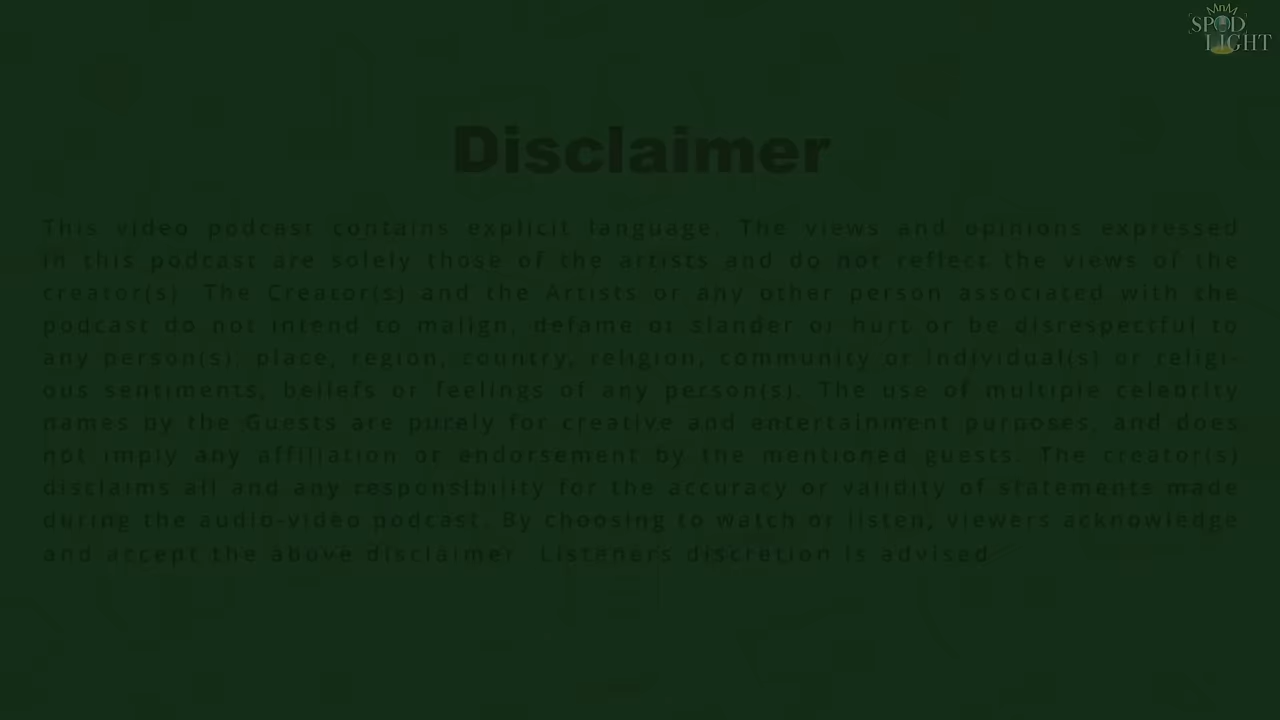 SPOD
LIGHT
Disclaimer
This video podcast contains explicit language. The views and opinions expressed
in this podcast are solely those of the artists and do not reflect the views of the
creator(s). The Creator(s) and the Artists or any other person associated with the
podcast do not intend to malign, defame or slander or hurt or be disrespectful to
any person(s), place, region, country, religion, community or individual(s) or religi-
ous sentiments, beliefs or feelings of any person(s). The use of multiple celebrity
names by the Guests are purely for creative and entertainment purposes, and does
not imply any affiliation or endorsement by the mentioned guests. The creator(s)
disclaims all and any responsibility for the accuracy or validity of statements made
during the audio-video podcast. By choosing to watch or listen, viewers acknowledge
and accept the above disclaimer. Listeners discretion is advised